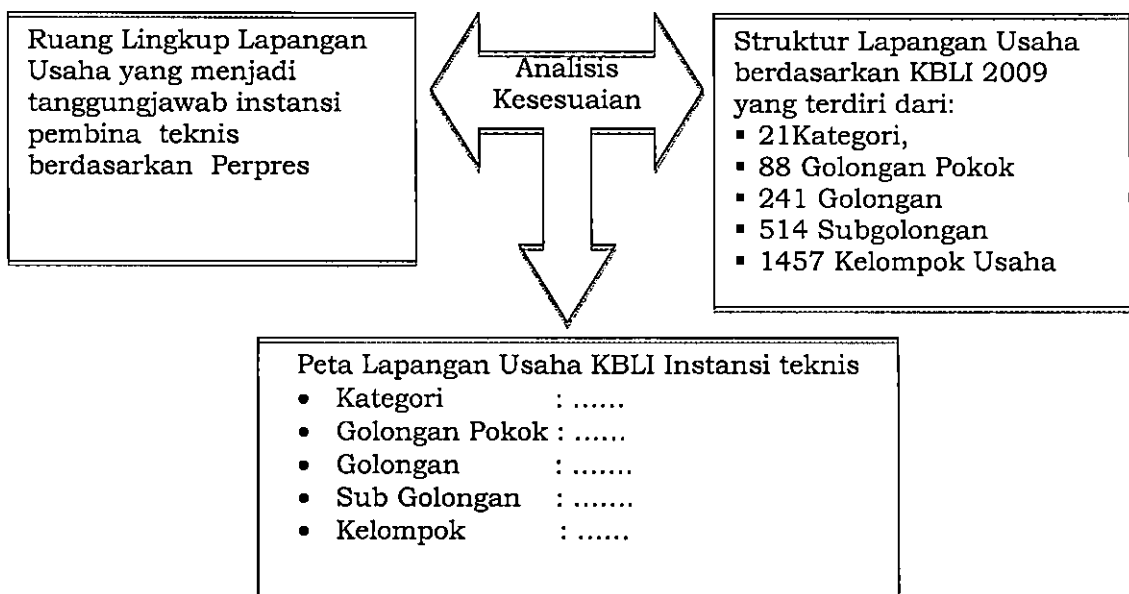 Ruang Lingkup Lapangan
Usaha yang menjadi
tanggungjawab instansi
pembina teknis
berdasarkan Perpres
Analisis
Kesesuaian
Struktur Lapangan Usaha
berdasarkan KBLI 2009
yang terdiri dari:
▪ 21Kategori,
▪ 88 Golongan Pokok
▪ 241 Golongan
▪ 514 Subgolongan
▪ 1457 Kelompok Usaha
Peta Lapangan Usaha KBLI Instansi teknis
• Kategori : ......
• Golongan Pokok : ......
• Golongan : .......
• Sub Golongan : .......
• Kelompok : ......